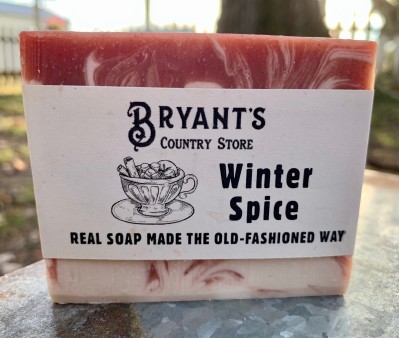 BRYANT'S
COUNTRY STORE
Winter
Spice
REAL SOAP MADE THE OLD-FASHIONED WAY